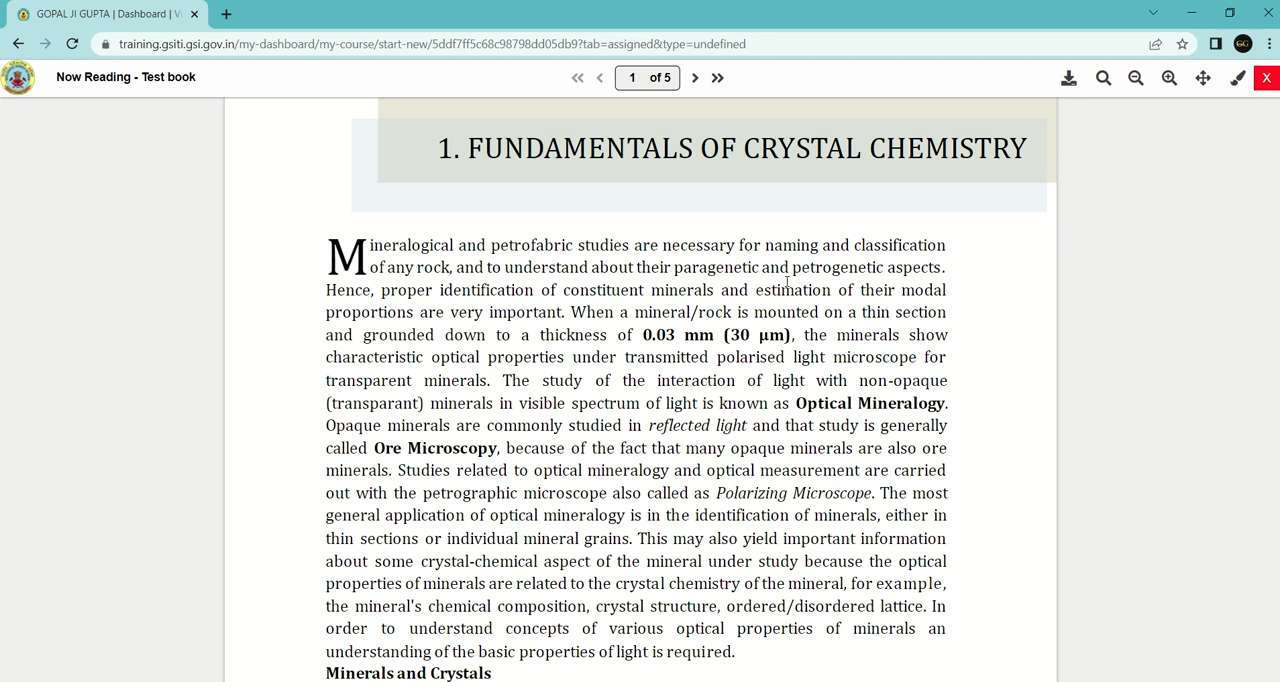 GOPAL JI GUPTA | Dashboard | V
training.gsiti.gsi.gov.in/my-dashboard/my-course/start-new/5ddf7ff5c68c98798dd05db9?tab=assigned&type=undefined
GG
Now Reading - Test book
1 of 5
X
1. FUNDAMENTALS OF CRYSTAL CHEMISTRY
Mineralogical and petrofabric studies are necessary for naming and classification
of any rock, and to understand about their paragenetic and petrogenetic aspects.
Hence, proper identification of constituent minerals and estimation of their modal
proportions are very important. When a mineral/rock is mounted on a thin section
and grounded down to a thickness of 0.03 mm (30 μm), the minerals show
characteristic optical properties under transmitted polarised light microscope for
transparent minerals. The study of the interaction of light with non-opaque
(transparant) minerals in visible spectrum of light is known as Optical Mineralogy.
Opaque minerals are commonly studied in reflected light and that study is generally
called Ore Microscopy, because of the fact that many opaque minerals are also ore
minerals. Studies related to optical mineralogy and optical measurement are carried
out with the petrographic microscope also called as Polarizing Microscope. The most
general application of optical mineralogy is in the identification of minerals, either in
thin sections or individual mineral grains. This may also yield important information
about some crystal-chemical aspect of the mineral under study because the optical
properties of minerals are related to the crystal chemistry of the mineral, for example,
the mineral's chemical composition, crystal structure, ordered/disordered lattice. In
order to understand concepts of various optical properties of minerals an
understanding of the basic properties of light is required.
Minerals and Crystals